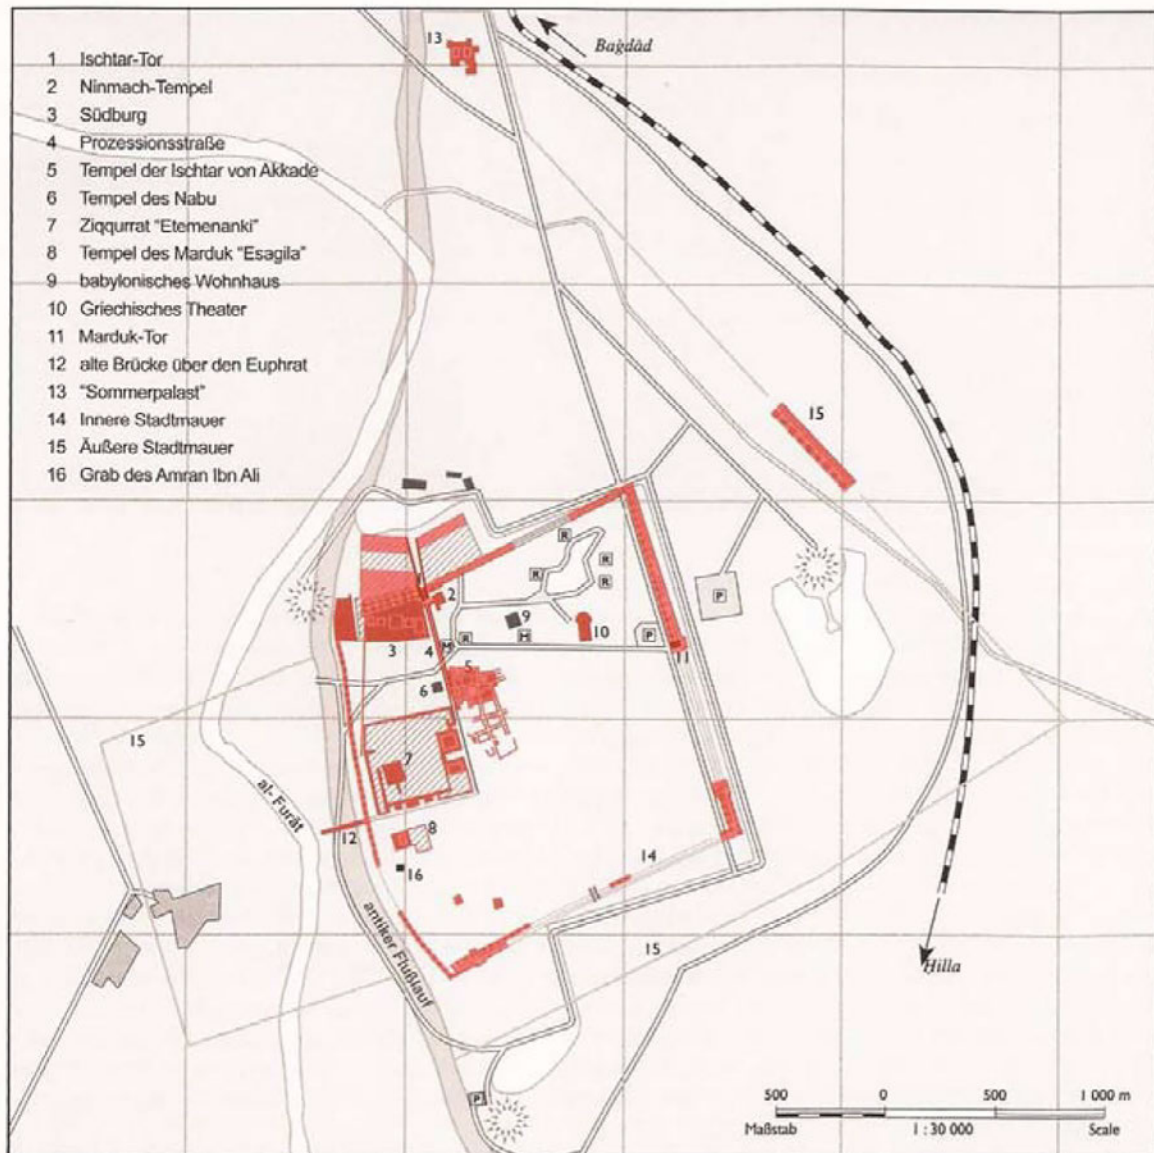 1 Ischtar-Tor
2 Ninmach-Tempel
3 Südburg
4 Prozessionsstraße
5 Tempel der Ischtar von Akkade
6 Tempel des Nabu
7 Ziqqurrat "Etemenanki"
8 Tempel des Marduk "Esagila"
9 babylonisches Wohnhaus
10 Griechisches Theater
11 Marduk-Tor
12 alte Brücke über den Euphrat
13 "Sommerpalast"
14 Innere Stadtmauer
15 Äußere Stadtmauer
16 Grab des Amran Ibn Ali
13
Baġdâd
15
R
R
R
R
P
2
9
H
10
P
11
3
4
M
R
5
6
15
7
al-Furât
12
8
16
14
antiker Flußlauf
15
Ḥilla
P
500 0 500 1 000 m
Maßstab 1 : 30 000 Scale